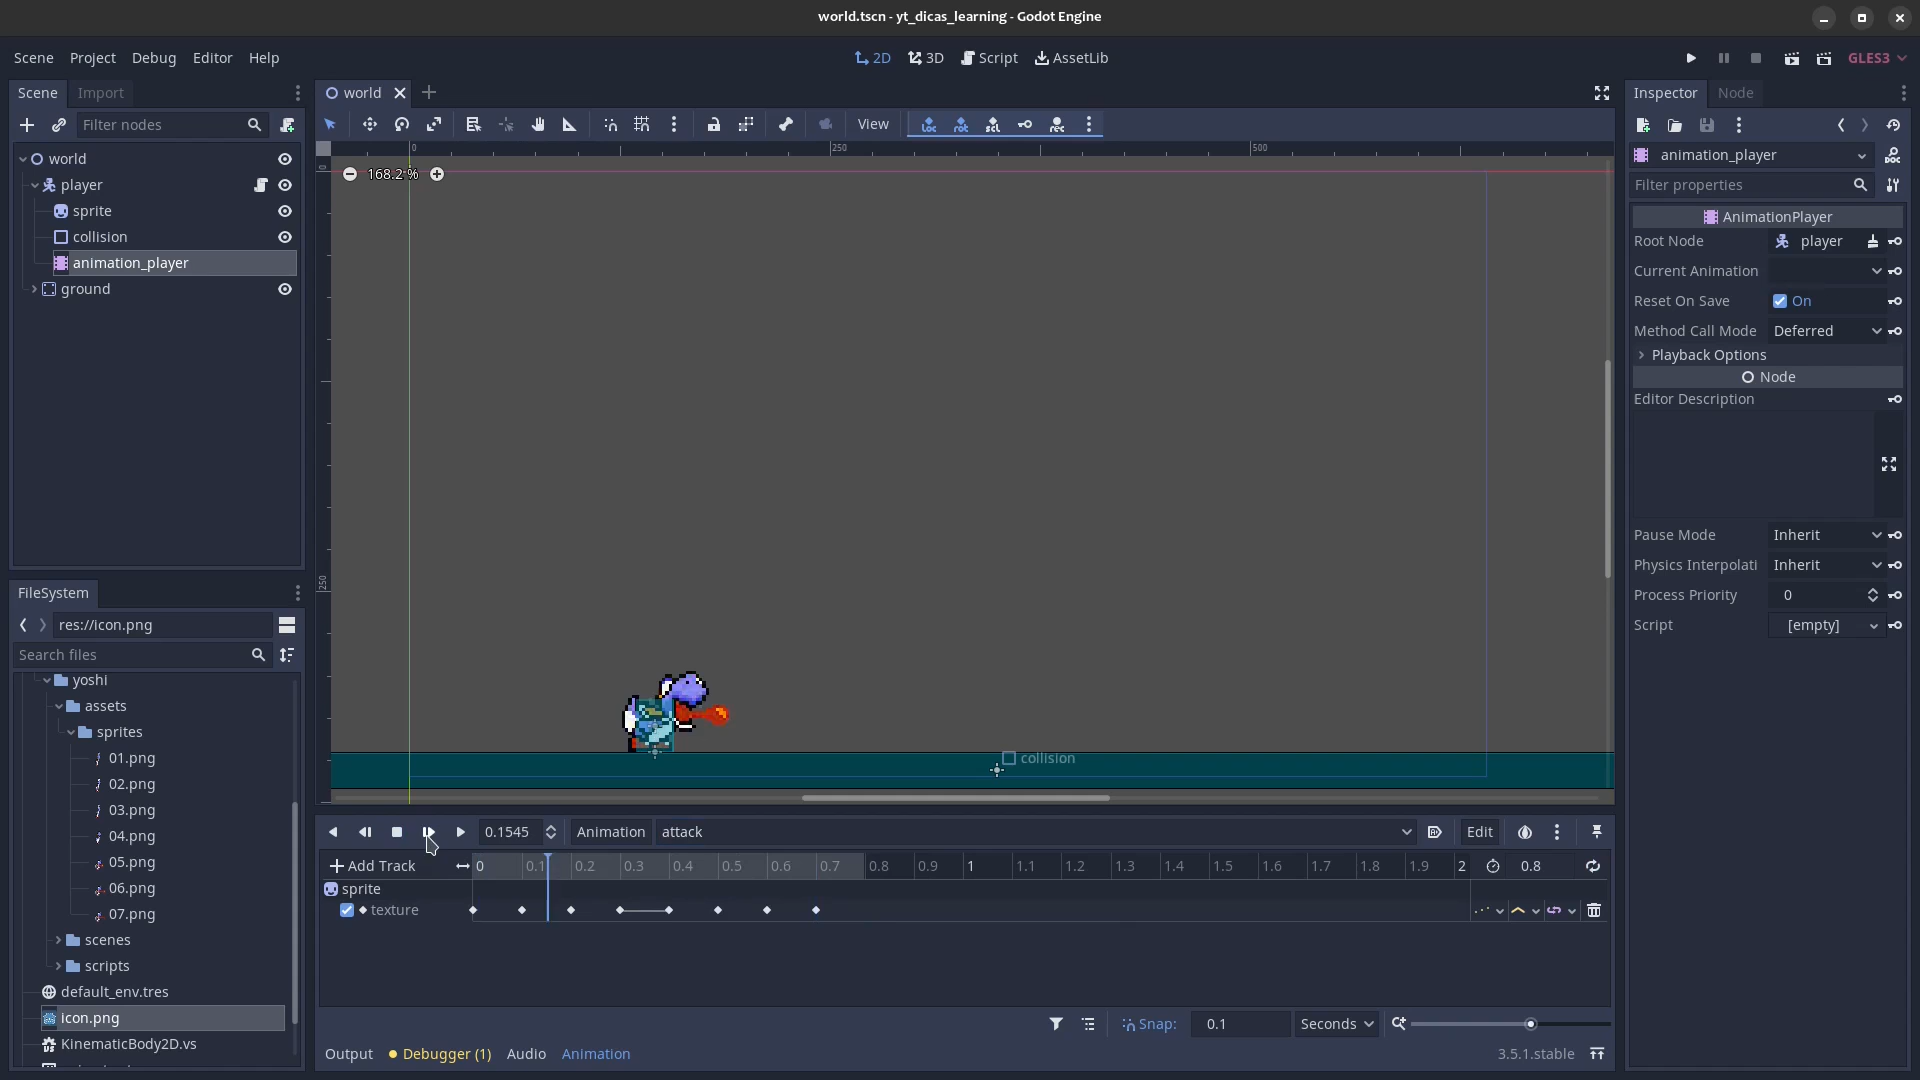 world.tscn - yt_dicas_learning - Godot Engine
Scene Project Debug Editor Help
2D 3D Script AssetLib
GLES3
Scene Import
Filter nodes
world
player
sprite
collision
animation_player
ground
FileSystem
res://icon.png
Search files
yoshi
assets
sprites
01.png
02.png
03.png
04.png
05.png
06.png
07.png
scenes
scripts
default_env.tres
icon.png
KinematicBody2D.vs
world
View
0 250 500
0
250
168.2 %
collision
0.1545 Animation attack Edit
Add Track 0 0.1 0.2 0.3 0.4 0.5 0.6 0.7 0.8 0.9 1 1.1 1.2 1.3 1.4 1.5 1.6 1.7 1.8 1.9 2 0.8
sprite
texture
Snap: 0.1 Seconds
Output Debugger (1) Audio Animation 3.5.1.stable
Inspector Node
animation_player
Filter properties
AnimationPlayer
Root Node player
Current Animation
Reset On Save On
Method Call Mode Deferred
Playback Options
Node
Editor Description
Pause Mode Inherit
Physics Interpolati Inherit
Process Priority 0
Script [empty]